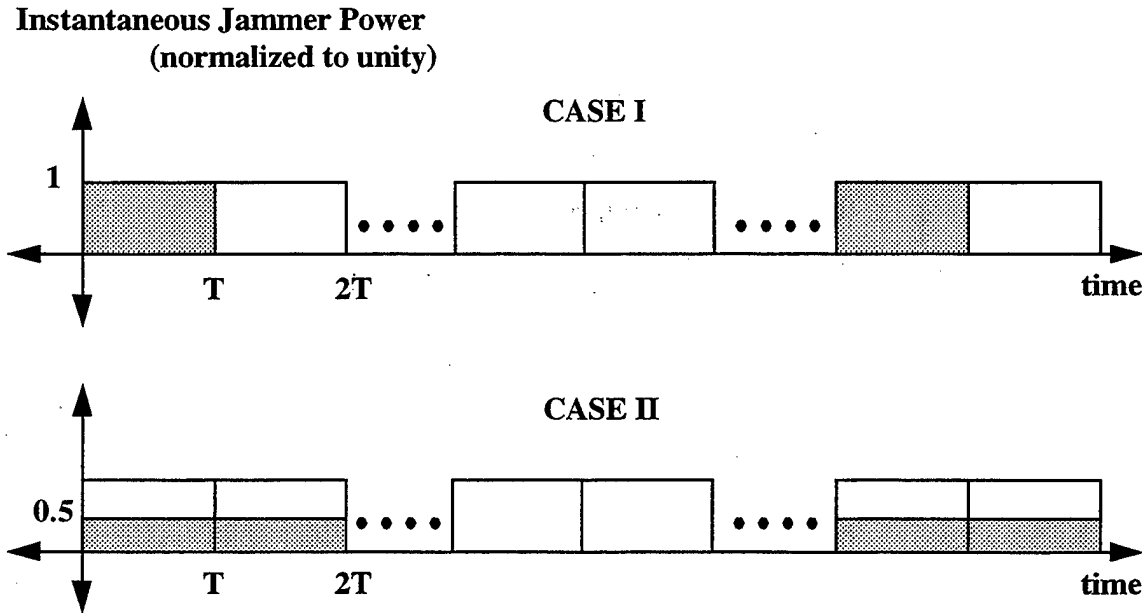 Instantaneous Jammer Power
(normalized to unity)
CASE I
1
T 2T time
CASE II
0.5
T 2T time